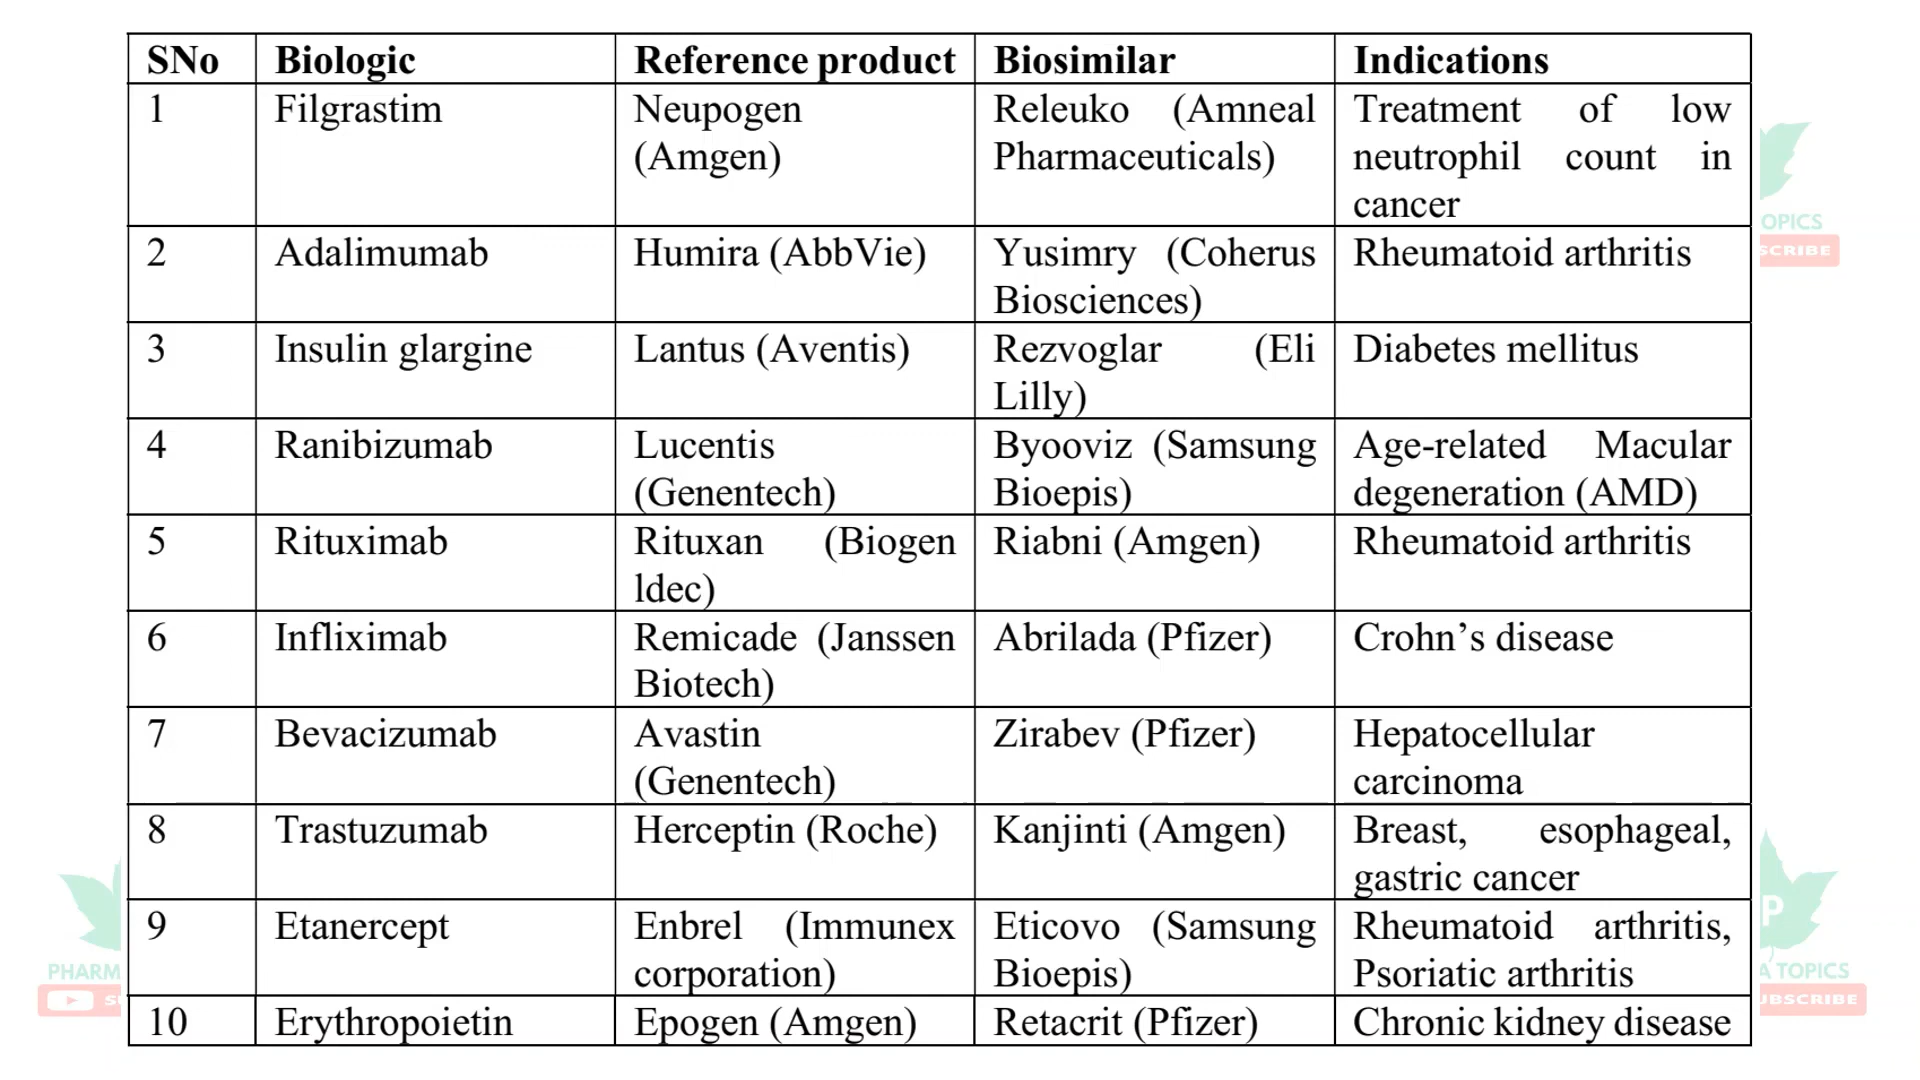 SNo Biologic Reference product Biosimilar Indications
1 Filgrastim Neupogen (Amgen) Releuko (Amneal Pharmaceuticals) Treatment of low neutrophil count in cancer
2 Adalimumab Humira (AbbVie) Yusimry (Coherus Biosciences) Rheumatoid arthritis
3 Insulin glargine Lantus (Aventis) Rezvoglar (Eli Lilly) Diabetes mellitus
4 Ranibizumab Lucentis (Genentech) Byooviz (Samsung Bioepis) Age-related Macular degeneration (AMD)
5 Rituximab Rituxan (Biogen ldec) Riabni (Amgen) Rheumatoid arthritis
6 Infliximab Remicade (Janssen Biotech) Abrilada (Pfizer) Crohn’s disease
7 Bevacizumab Avastin (Genentech) Zirabev (Pfizer) Hepatocellular carcinoma
8 Trastuzumab Herceptin (Roche) Kanjinti (Amgen) Breast, esophageal, gastric cancer
9 Etanercept Enbrel (Immunex corporation) Eticovo (Samsung Bioepis) Rheumatoid arthritis, Psoriatic arthritis
10 Erythropoietin Epogen (Amgen) Retacrit (Pfizer) Chronic kidney disease
OPICS
SCRIBE
PHARM
S
P
A TOPICS
UBSCRIBE